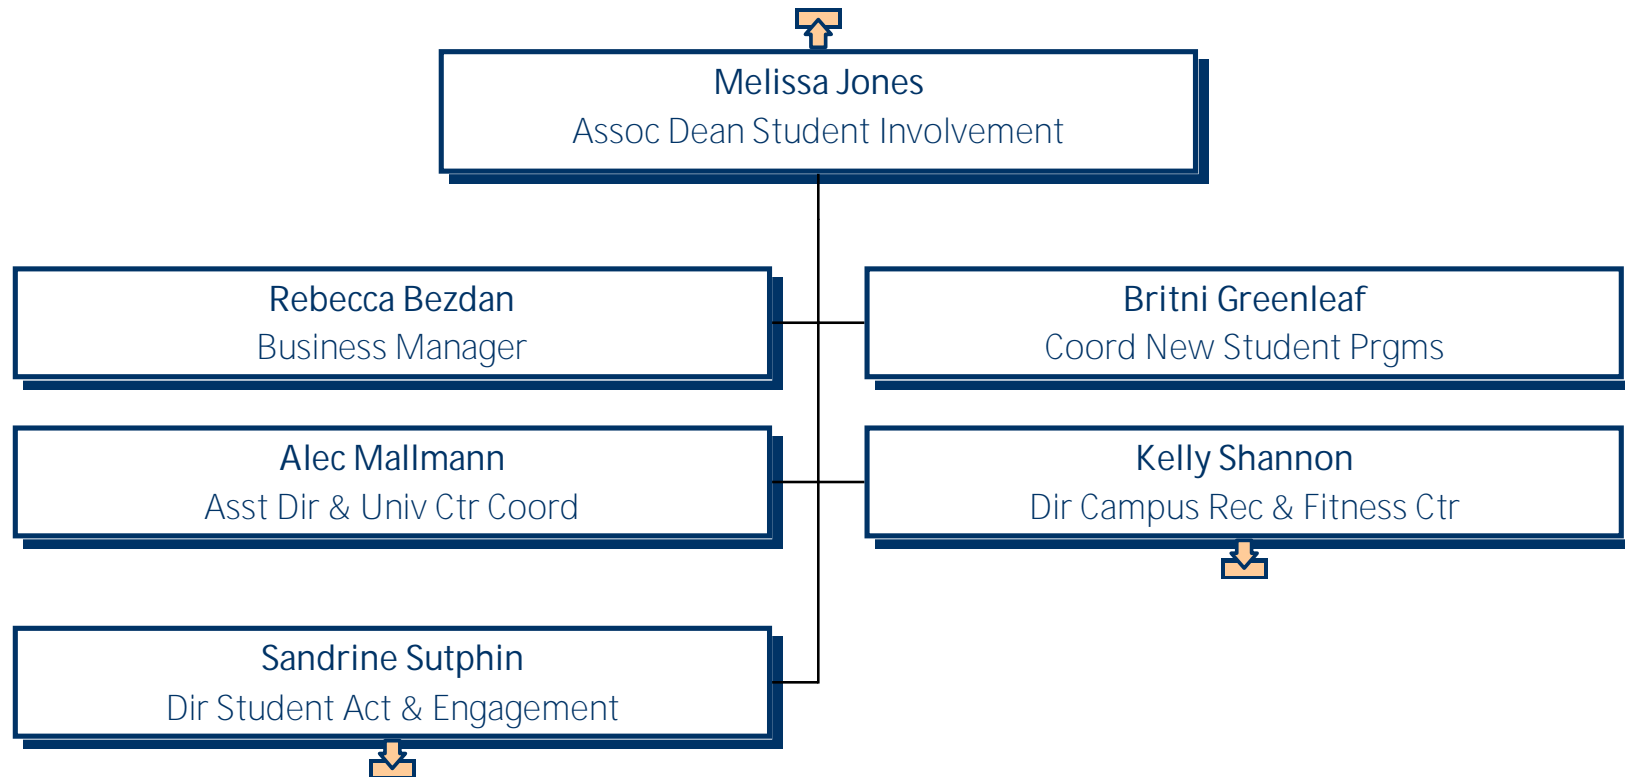 Melissa Jones
Assoc Dean Student Involvement
Rebecca Bezdan
Business Manager
Britni Greenleaf
Coord New Student Prgms
Alec Mallmann
Asst Dir & Univ Ctr Coord
Kelly Shannon
Dir Campus Rec & Fitness Ctr
Sandrine Sutphin
Dir Student Act & Engagement